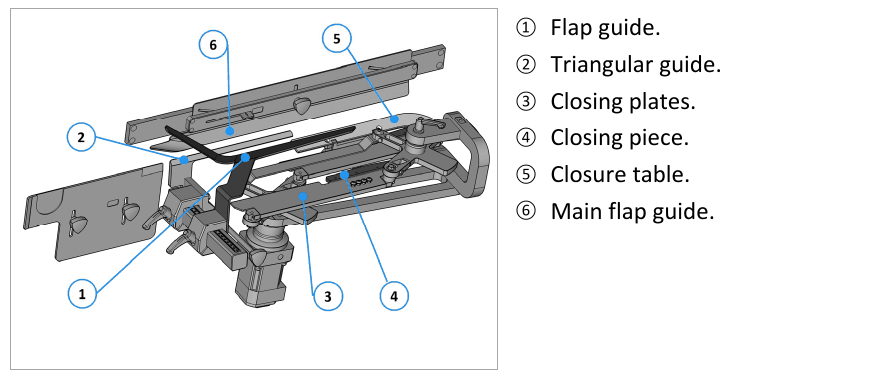 6
5
2
1
3
4
① Flap guide.
② Triangular guide.
③ Closing plates.
④ Closing piece.
⑤ Closure table.
⑥ Main flap guide.